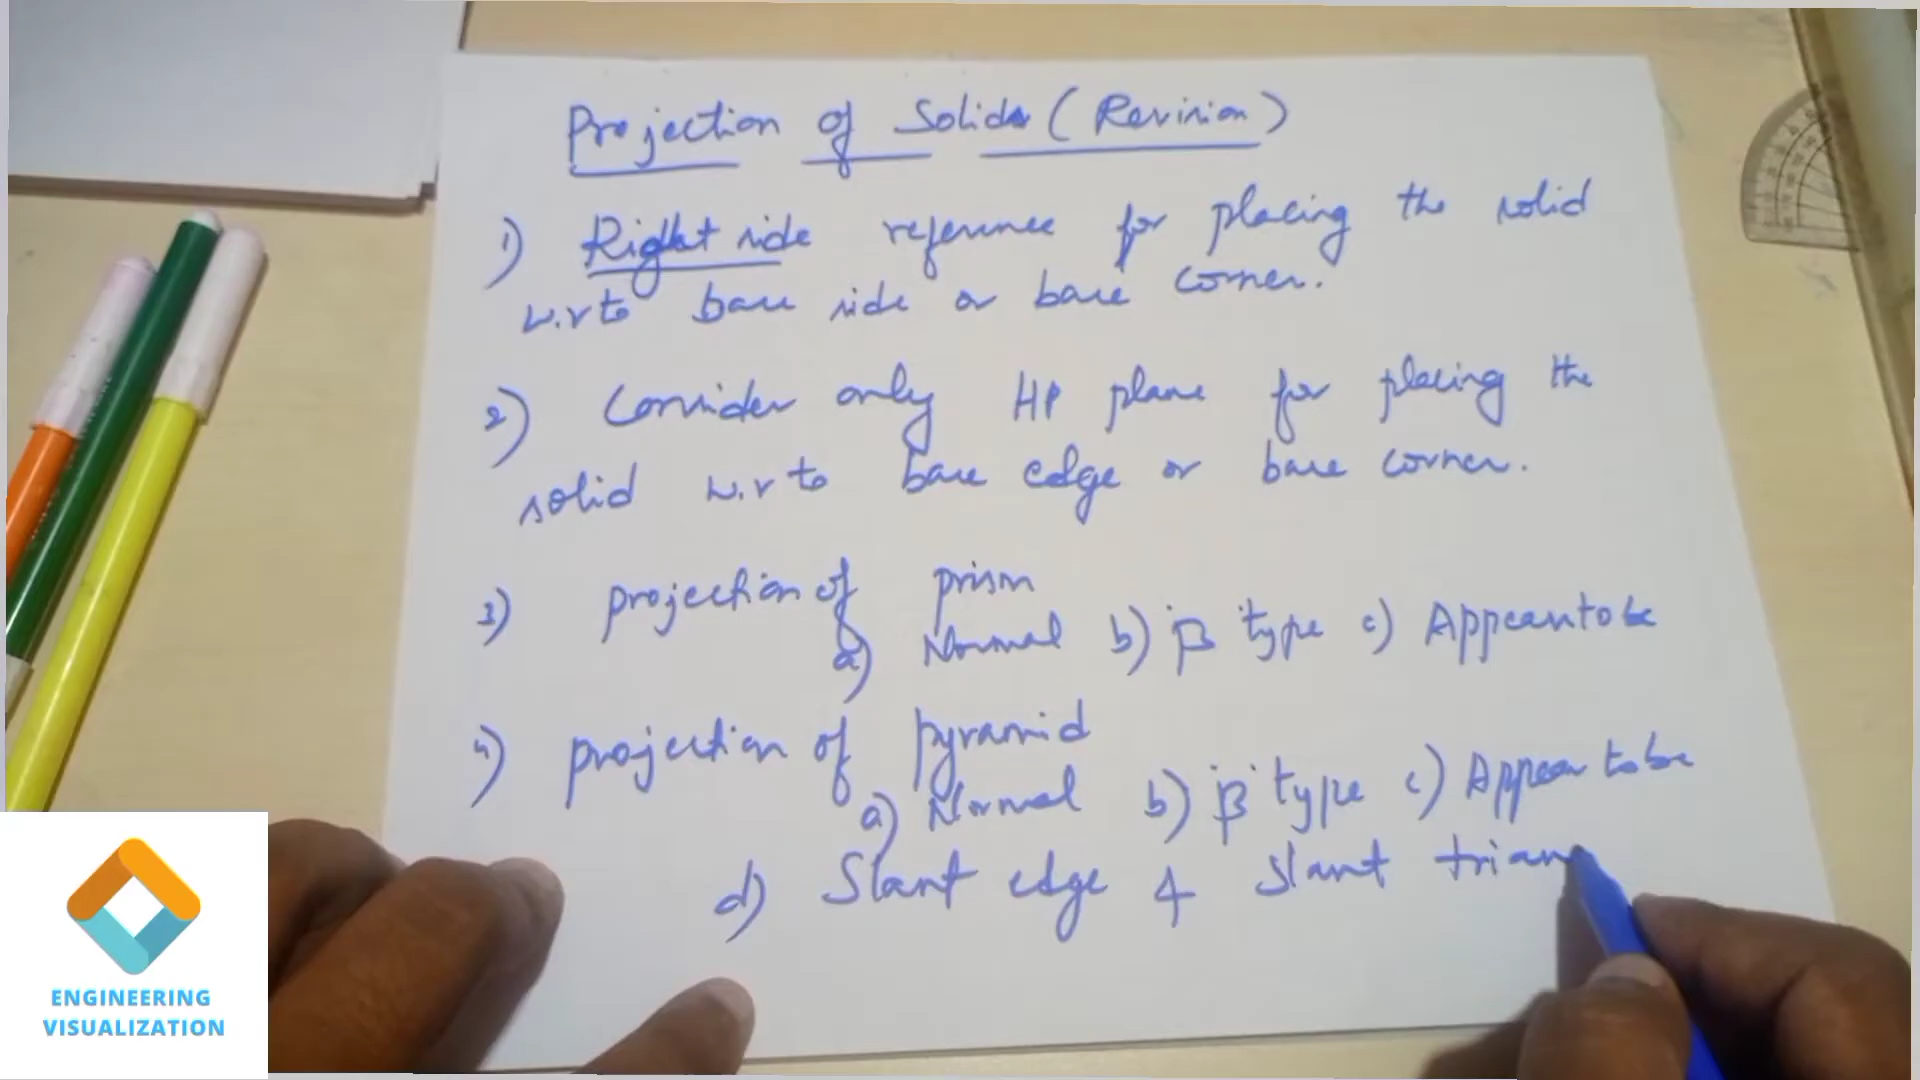 Projection of Solids (Revision)
1) Right side reference for placing the solid
w.r to base side or base corner.
2) Consider only HP plane for placing the
solid w.r to base edge or base corner.
3) projection of prism
a) Normal b) β type c) Appear to be
4) projection of pyramid
a) Normal b) 'β' type c) Appear to be
d) Slant edge & slant trian
ENGINEERING
VISUALIZATION